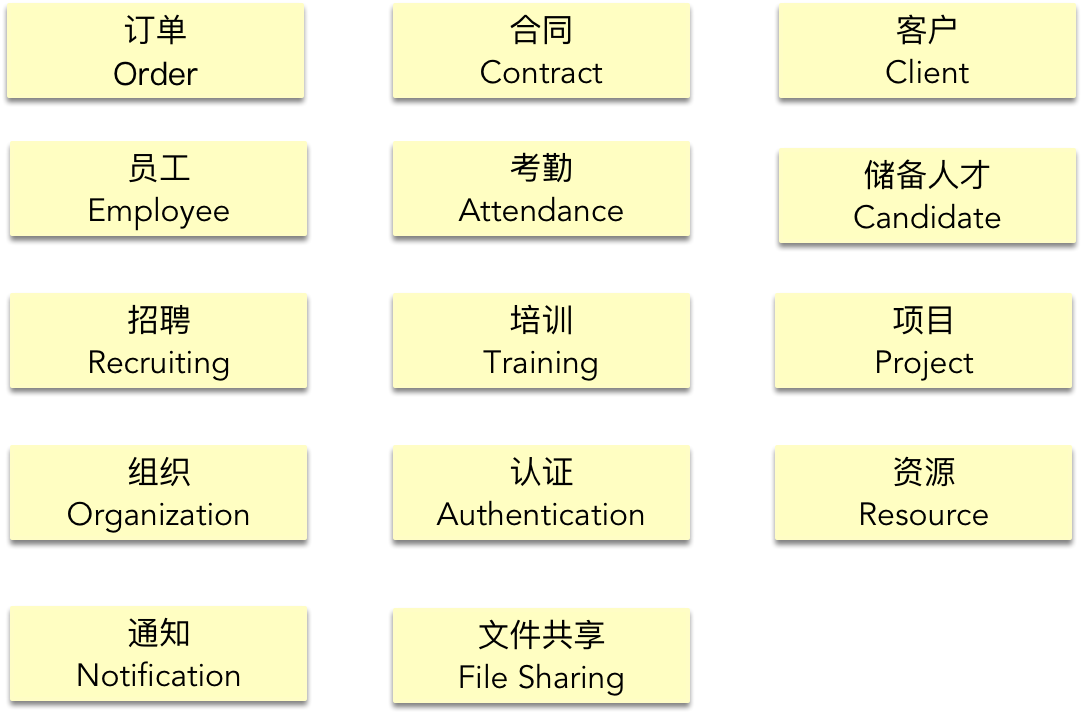 订单
Order
合同
Contract
客户
Client
员工
Employee
考勤
Attendance
储备人才
Candidate
招聘
Recruiting
培训
Training
项目
Project
组织
Organization
认证
Authentication
资源
Resource
通知
Notification
文件共享
File Sharing